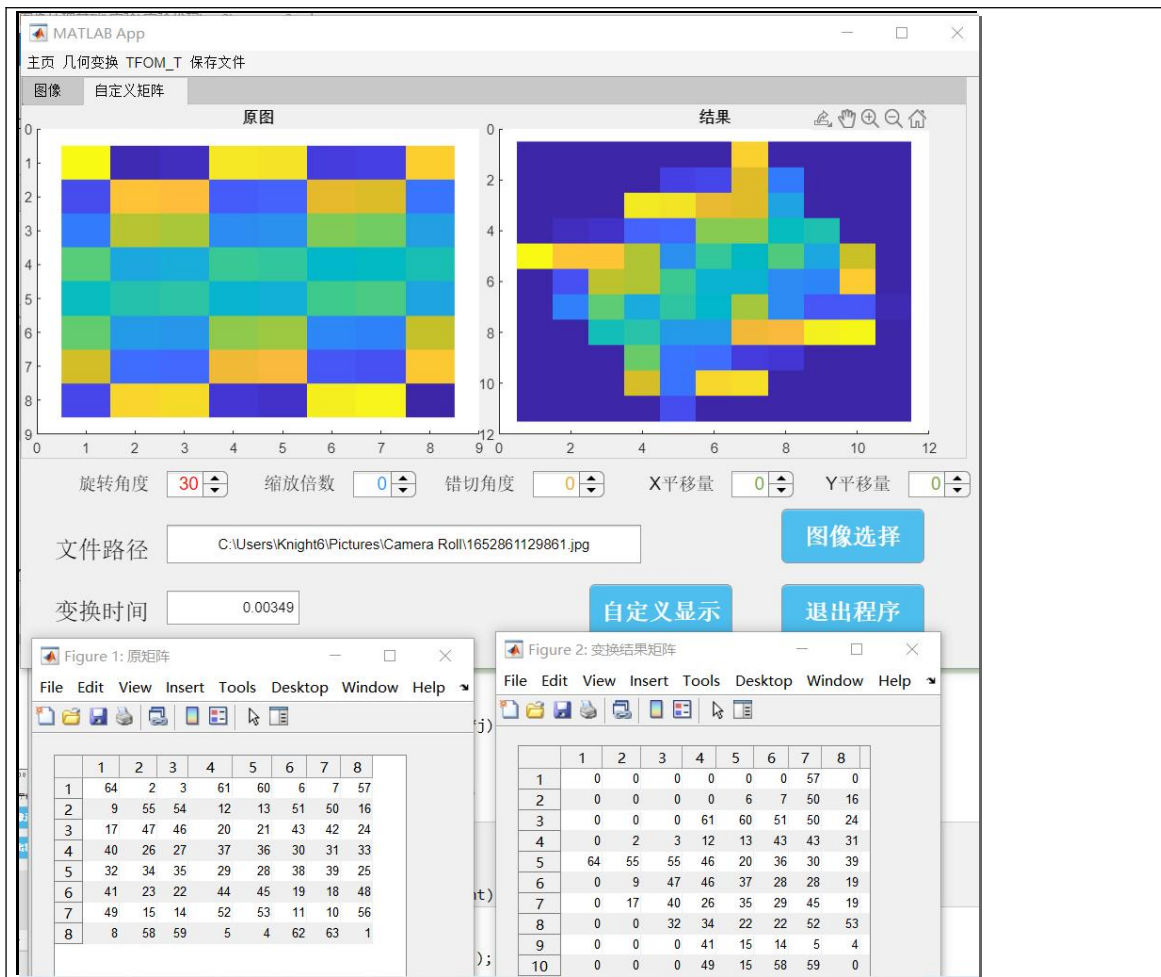 MATLAB App
主页 几何变换 TFOM_T 保存文件
图像 自定义矩阵
原图
0
1
2
3
4
5
6
7
8
9
0 1 2 3 4 5 6 7 8 9
结果
0
2
4
6
8
10
12
0 2 4 6 8 10 12
旋转角度 30 缩放倍数 0 错切角度 0 X平移量 0 Y平移量 0
文件路径 C:\Users\Knight6\Pictures\Camera Roll\1652861129861.jpg 图像选择
变换时间 0.00349 自定义显示 退出程序
Figure 1: 原矩阵
File Edit View Insert Tools Desktop Window Help
1 2 3 4 5 6 7 8
1 64 2 3 61 60 6 7 57
2 9 55 54 12 13 51 50 16
3 17 47 46 20 21 43 42 24
4 40 26 27 37 36 30 31 33
5 32 34 35 29 28 38 39 25
6 41 23 22 44 45 19 18 48
7 49 15 14 52 53 11 10 56
8 8 58 59 5 4 62 63 1
j)
nt)
);
Figure 2: 变换结果矩阵
File Edit View Insert Tools Desktop Window Help
1 2 3 4 5 6 7 8
1 0 0 0 0 0 0 57 0
2 0 0 0 0 6 7 50 16
3 0 0 0 61 60 51 50 24
4 0 2 3 12 13 43 43 31
5 64 55 55 46 20 36 30 39
6 0 9 47 46 37 28 28 19
7 0 17 40 26 35 29 45 19
8 0 0 32 34 22 22 52 53
9 0 0 0 41 15 14 5 4
10 0 0 0 49 15 58 59 0